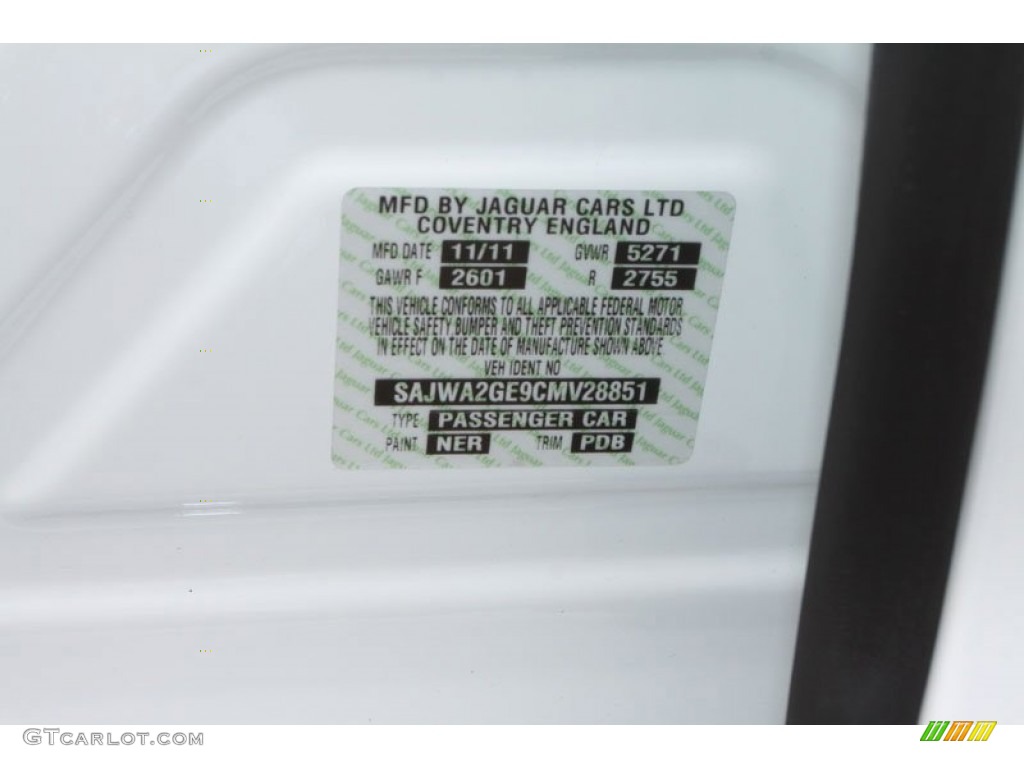 MFD BY JAGUAR CARS LTD
COVENTRY ENGLAND
MFD DATE 11/11 GVWR 5271
GAWR F 2601 R 2755
THIS VEHICLE CONFORMS TO ALL APPLICABLE FEDERAL MOTOR
VEHICLE SAFETY BUMPER AND THEFT PREVENTION STANDARDS
IN EFFECT ON THE DATE OF MANUFACTURE SHOWN ABOVE
VEH IDENT NO
SAJWA2GE9CMV28851
TYPE PASSENGER CAR
PAINT NER TRIM PDB
GTCARLOT.COM